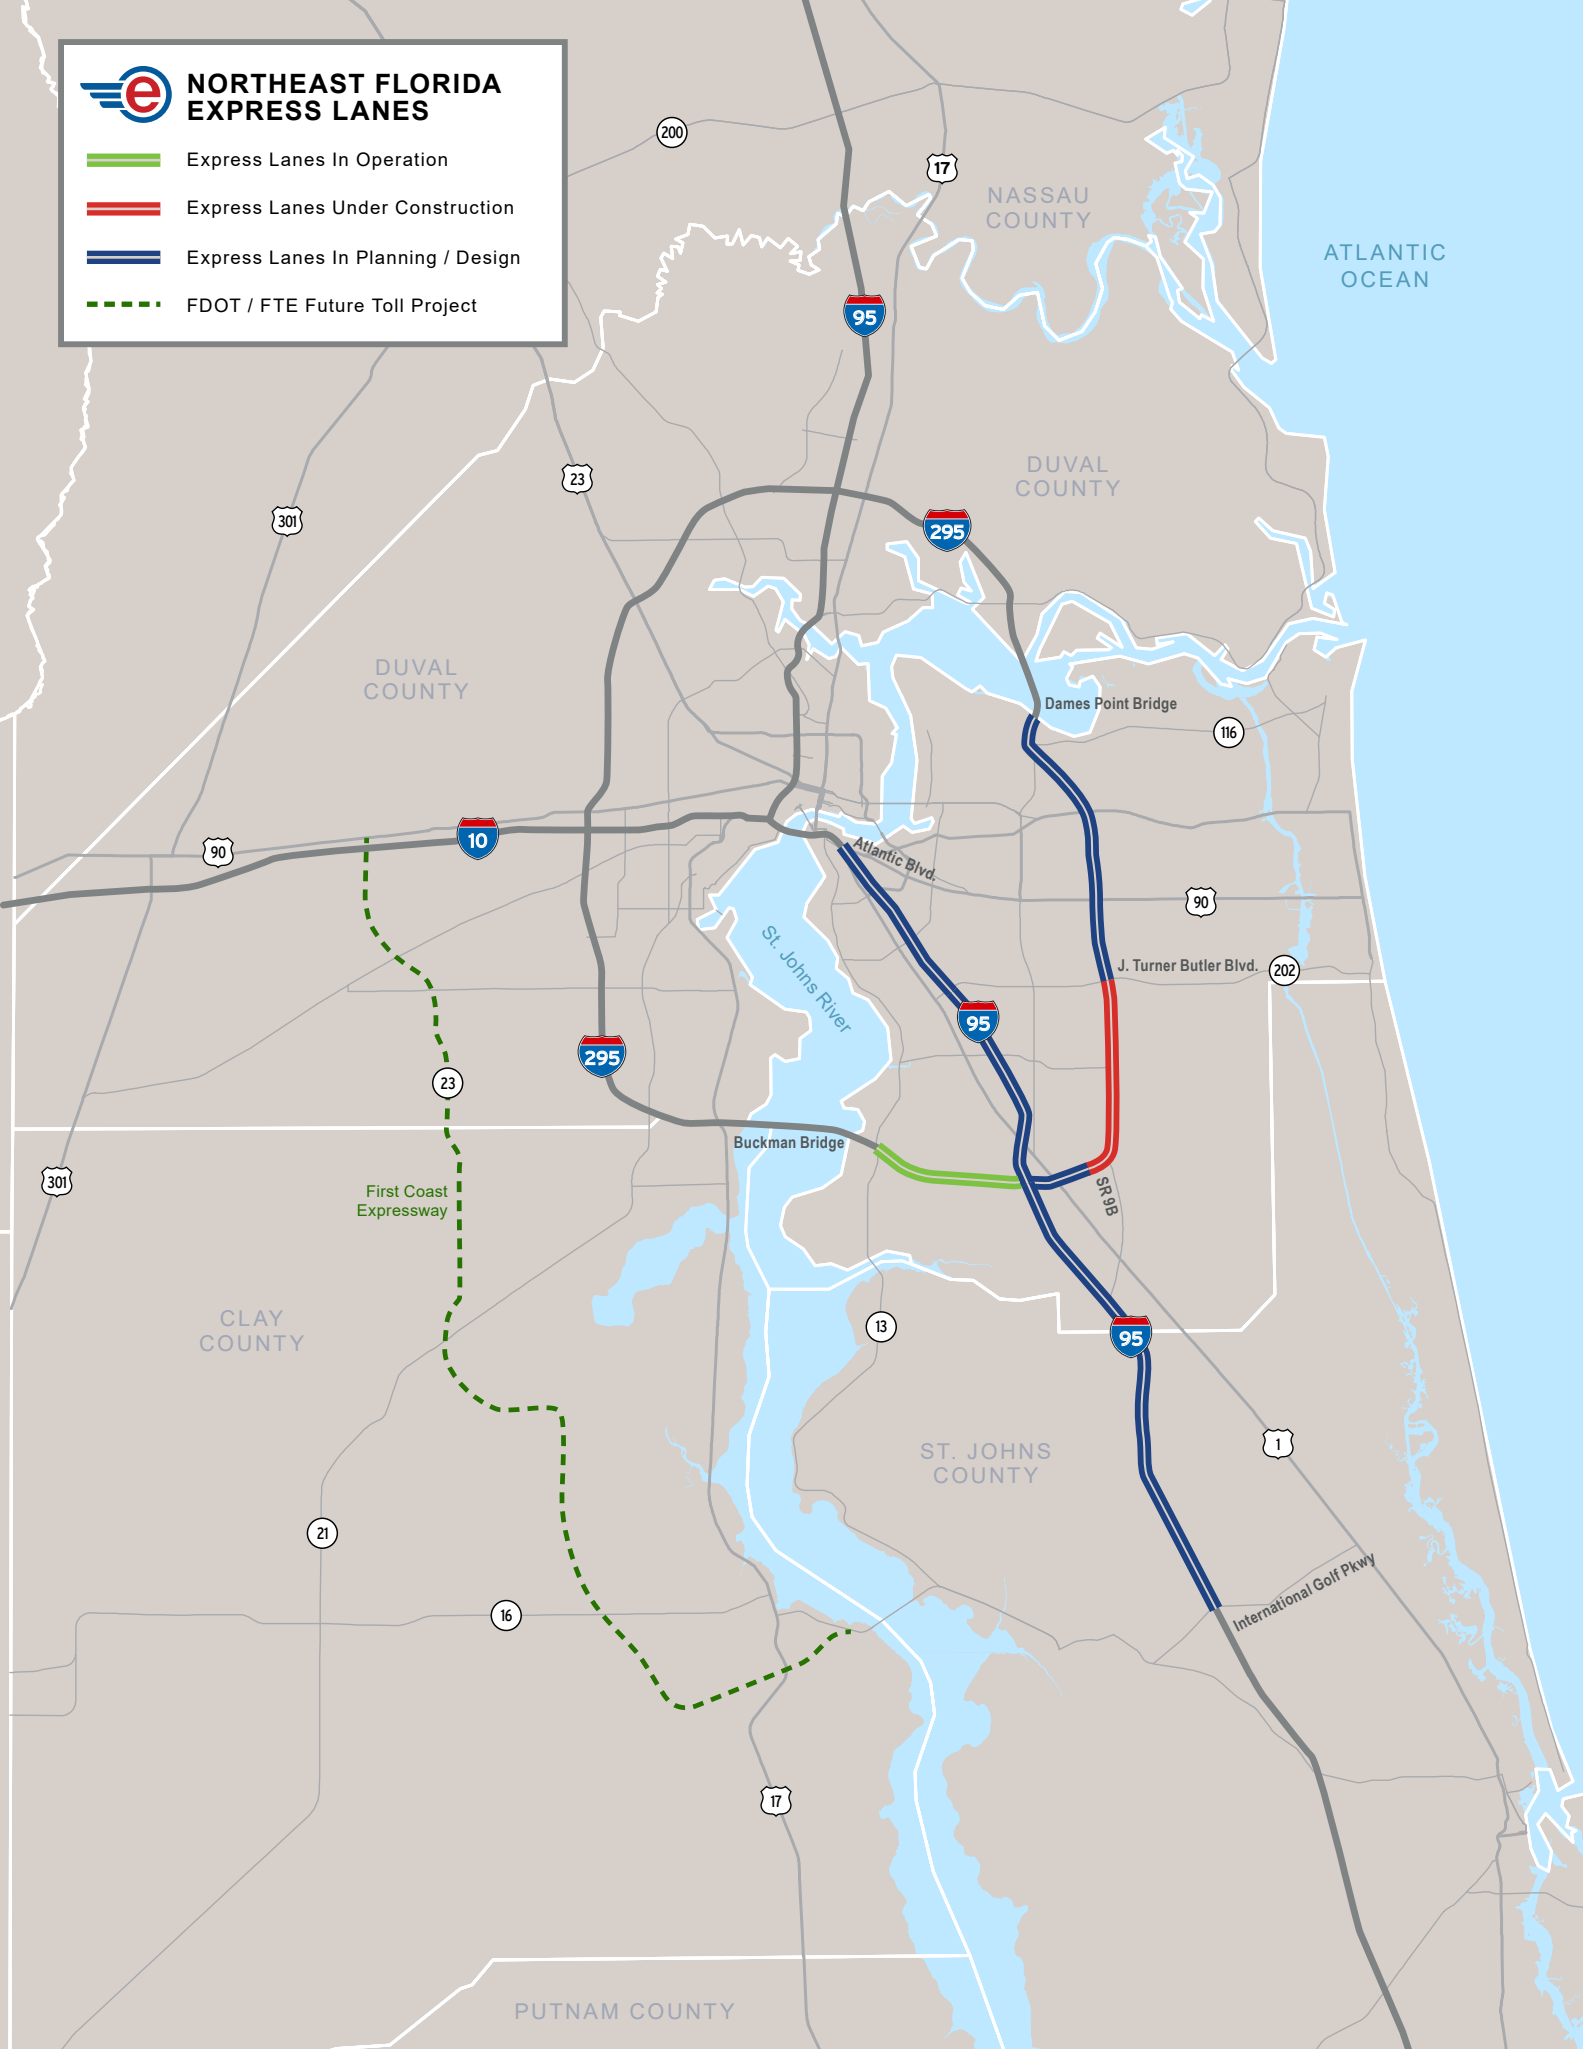 e
NORTHEAST FLORIDA
EXPRESS LANES
Express Lanes In Operation
Express Lanes Under Construction
Express Lanes In Planning / Design
FDOT / FTE Future Toll Project
200
17
NASSAU
COUNTY
ATLANTIC
OCEAN
95
DUVAL
COUNTY
23
301
295
DUVAL
COUNTY
Dames Point Bridge
116
10
90
Atlantic Blvd.
90
St. Johns River
J. Turner Butler Blvd.
202
95
295
23
Buckman Bridge
301
First Coast
Expressway
SR 9B
CLAY
COUNTY
13
95
1
ST. JOHNS
COUNTY
21
International Golf Pkwy
16
17
PUTNAM COUNTY